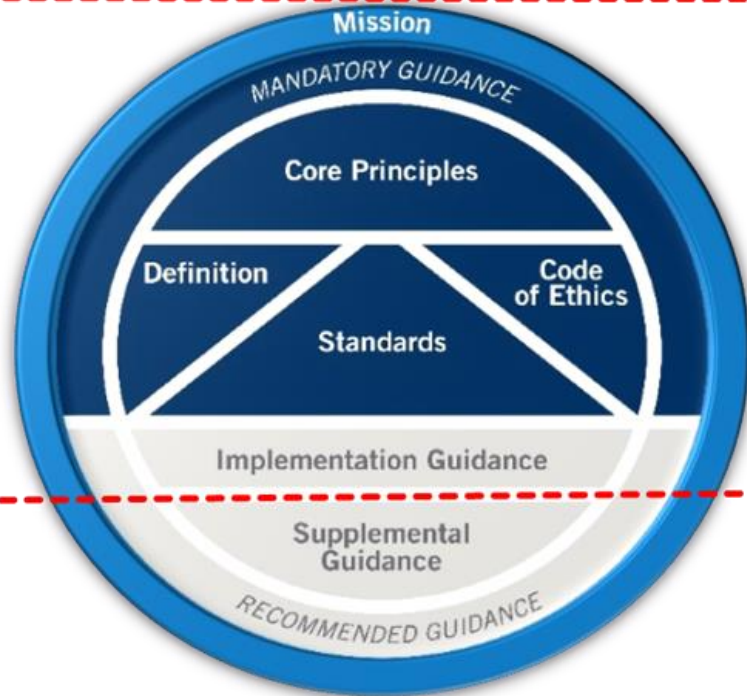 Mission
MANDATORY GUIDANCE
Core Principles
Definition
Code
of Ethics
Standards
Implementation Guidance
Supplemental
Guidance
RECOMMENDED GUIDANCE